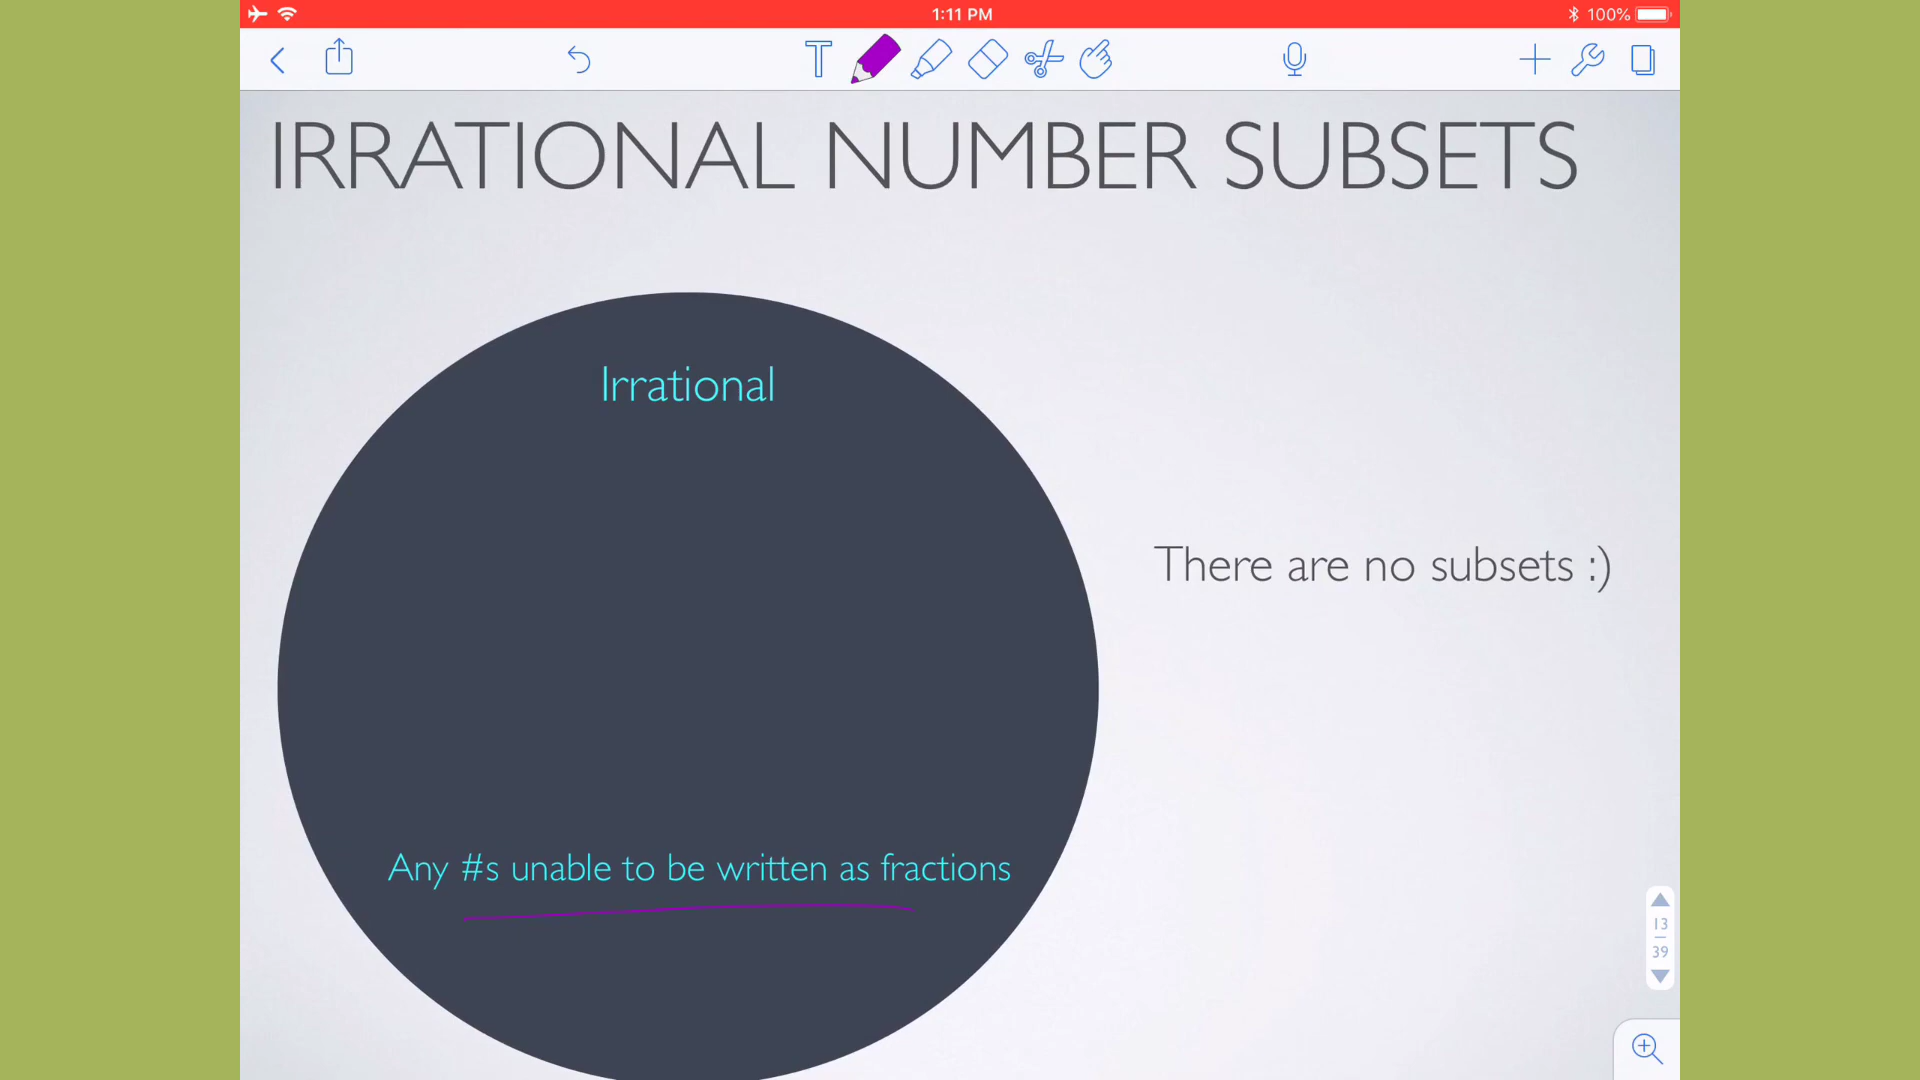 1:11 PM
100%
T
IRRATIONAL NUMBER SUBSETS
Irrational
There are no subsets :)
Any #s unable to be written as fractions
13
39